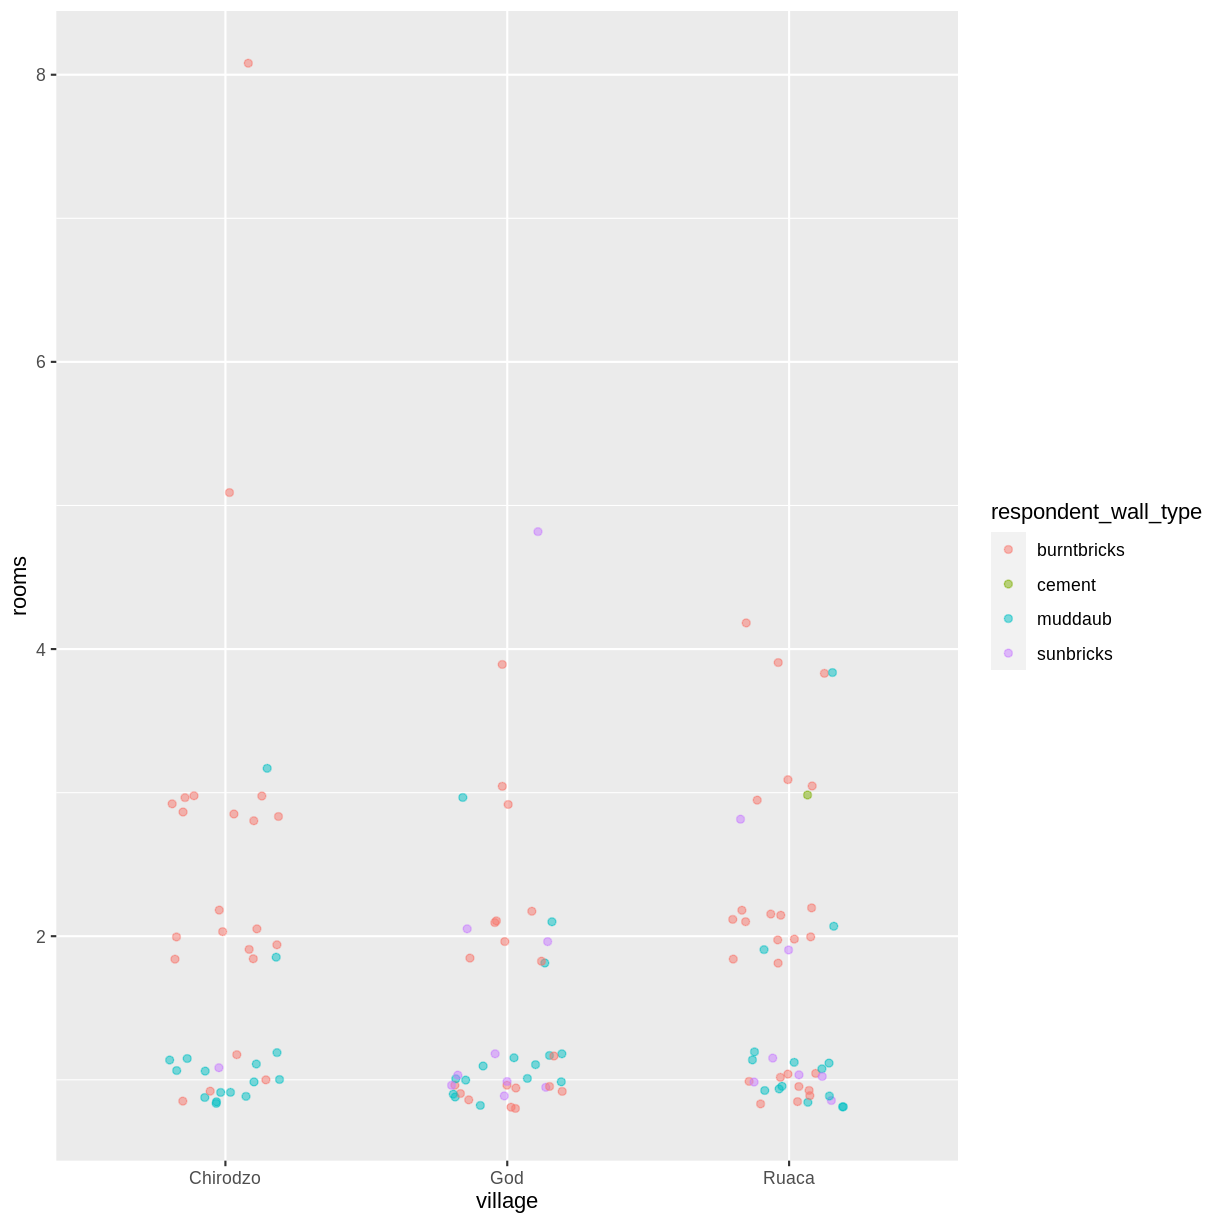 8
6
4
2
rooms
Chirodzo God Ruaca
village
respondent_wall_type
burntbricks
cement
muddaub
sunbricks